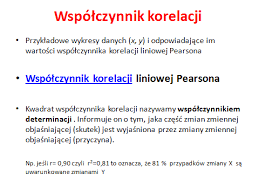 Współczynnik korelacji
• Przykładowe wykresy danych (x, y) i odpowiadające im
wartości współczynnika korelacji liniowej Pearsona
• Współczynnik korelacji liniowej Pearsona
• Kwadrat współczynnika korelacji nazywamy współczynnikiem
determinacji . Informuje on o tym, jaka część zmian zmiennej
objaśniającej (skutek) jest wyjaśniona przez zmiany zmiennej
objaśniającej (przyczyna).
Np. jeśli r= 0,90 czyli r²=0,81 to oznacza, że 81 % przypadków zmiany X są
uwarunkowane zmianami Y